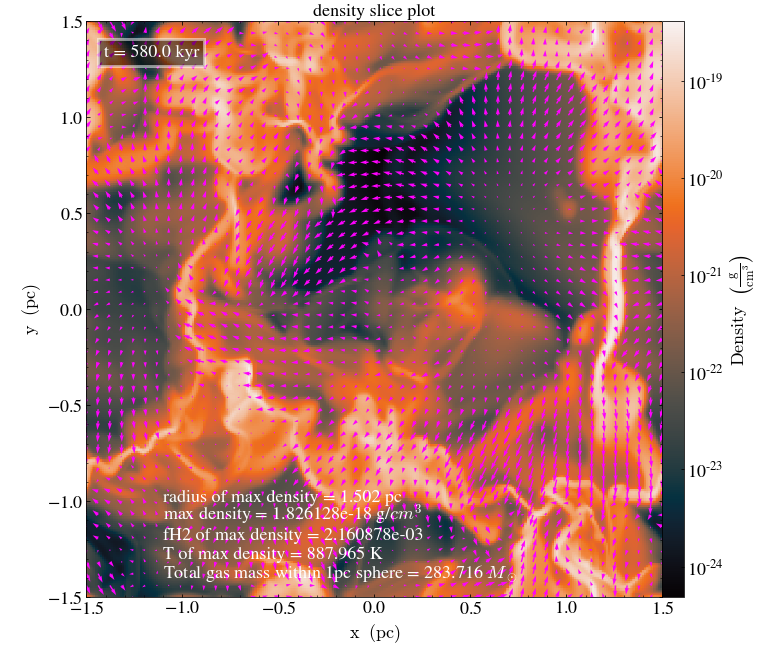 density slice plot
t = 580.0 kyr
1.5
1.0
0.5
0.0
−0.5
−1.0
−1.5
y (pc)
−1.5 −1.0 −0.5 0.0 0.5 1.0 1.5
x (pc)
radius of max density = 1.502 pc
max density = 1.826128e-18 g/cm³
fH2 of max density = 2.160878e-03
T of max density = 887.965 K
Total gas mass within 1pc sphere = 283.716 M☉
10⁻¹⁹
10⁻²⁰
10⁻²¹
10⁻²²
10⁻²³
10⁻²⁴
Density (g/cm³)